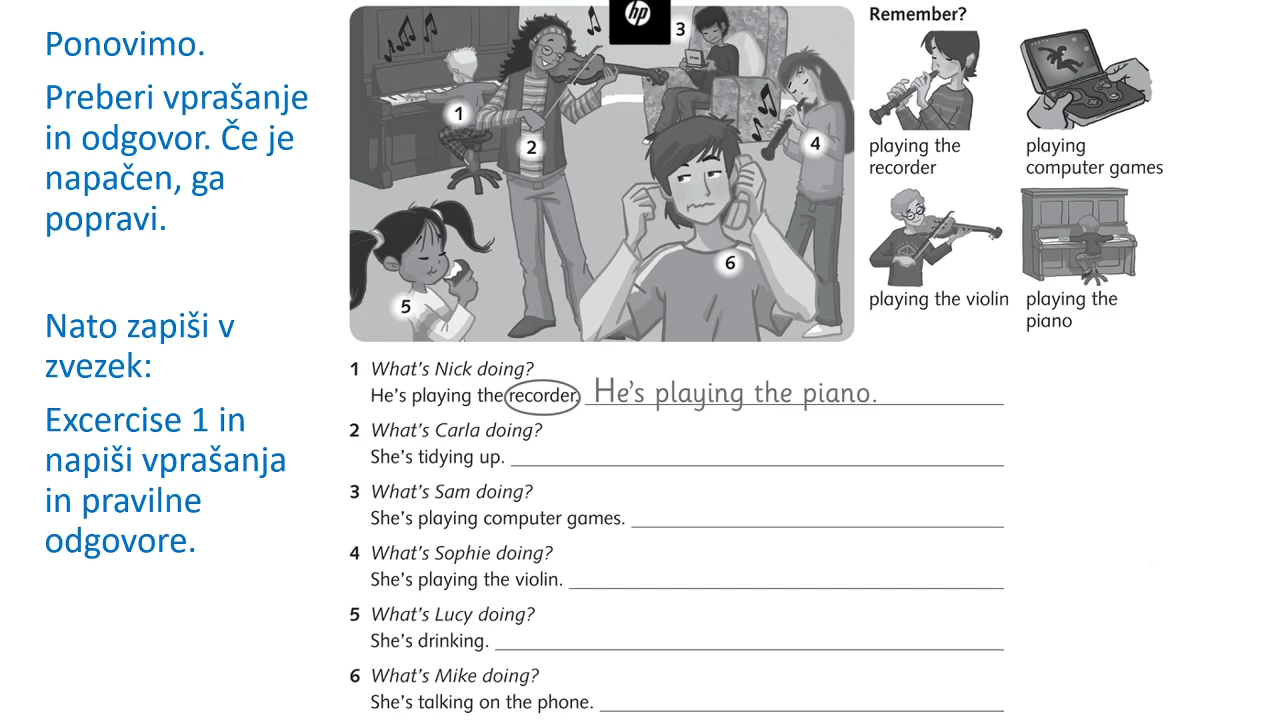 Ponovimo.
Preberi vprašanje
in odgovor. Če je
napačen, ga
popravi.
Nato zapiši v
zvezek:
Excercise 1 in
napiši vprašanja
in pravilne
odgovore.
hp
1
2
3
4
5
6
Remember?
playing the
recorder
playing
computer games
playing the violin
playing the
piano
1 What's Nick doing?
He's playing the recorder. He's playing the piano.
2 What's Carla doing?
She's tidying up.
3 What's Sam doing?
She's playing computer games.
4 What's Sophie doing?
She's playing the violin.
5 What's Lucy doing?
She's drinking.
6 What's Mike doing?
She's talking on the phone.